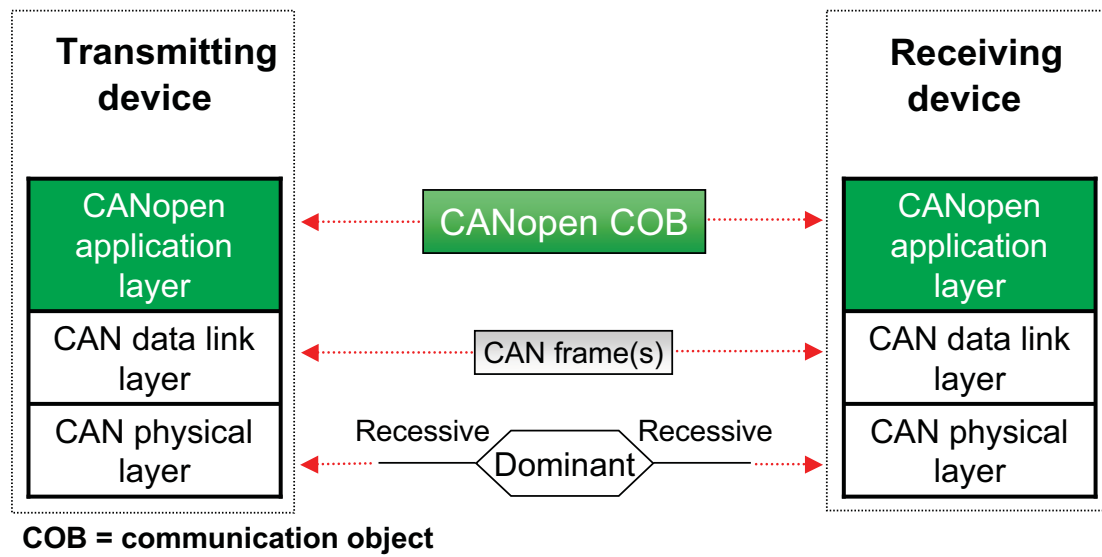 Transmitting
device
Receiving
device
CANopen
application
layer
CANopen COB
CANopen
application
layer
CAN data link
layer
CAN frame(s)
CAN data link
layer
CAN physical
layer
Recessive
Dominant
Recessive
CAN physical
layer
COB = communication object